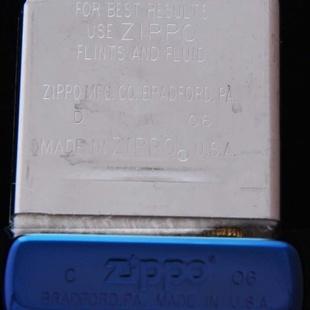 FOR BEST RESULTS
USE ZIPPO
FLINTS AND FLUID
ZIPPO MFG. CO. BRADFORD, PA.
D 06
MADE IN ZIPPO® U.S.A.
C Zippo® 06
BRADFORD, PA. MADE IN U.S.A.